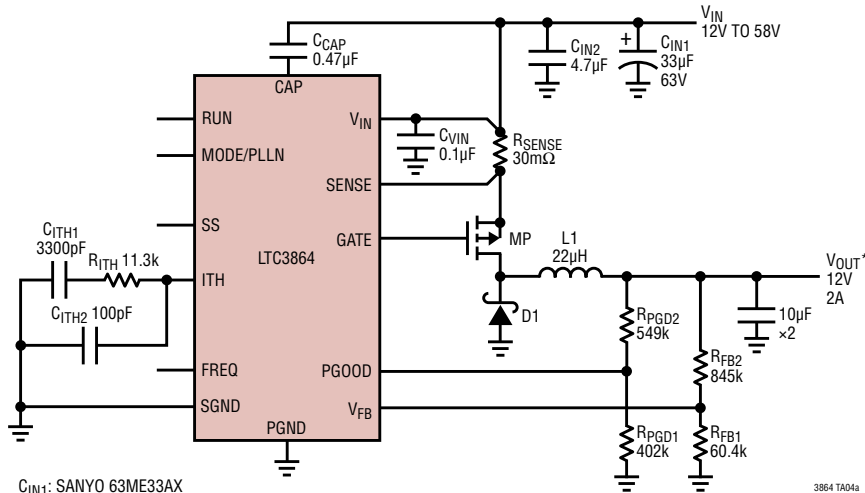 VIN
12V TO 58V
CCAP
0.47µF
CIN2
4.7µF
+
CIN1
33µF
63V
CAP
RUN
MODE/PLLN
SS
ITH
FREQ
SGND
PGND
LTC3864
VIN
SENSE
GATE
PGOOD
VFB
CVIN
0.1µF
RSENSE
30mΩ
MP
L1
22µH
VOUT*
12V
2A
D1
CITH1
3300pF
RITH 11.3k
CITH2 100pF
RPGD2
549k
RPGD1
402k
RFB2
845k
RFB1
60.4k
10µF
×2
CIN1: SANYO 63ME33AX
3864 TA04a